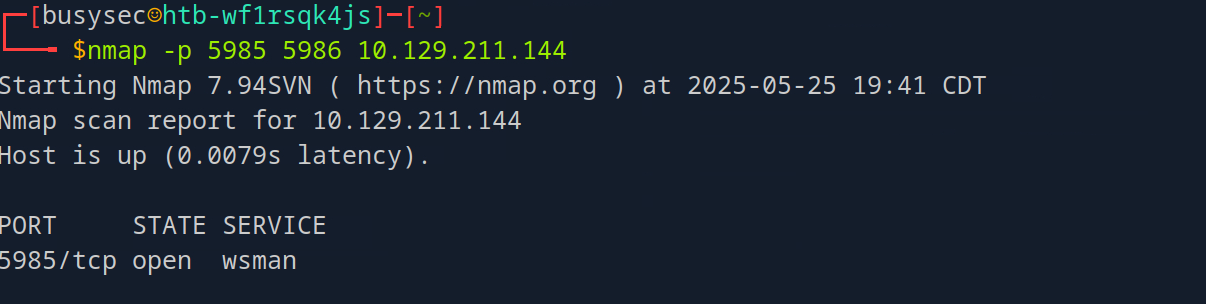 ┌─[busysec☺htb-wf1rsqk4js]─[~]
└──╼ $nmap -p 5985 5986 10.129.211.144
Starting Nmap 7.94SVN ( https://nmap.org ) at 2025-05-25 19:41 CDT
Nmap scan report for 10.129.211.144
Host is up (0.0079s latency).
PORT     STATE SERVICE
5985/tcp open  wsman